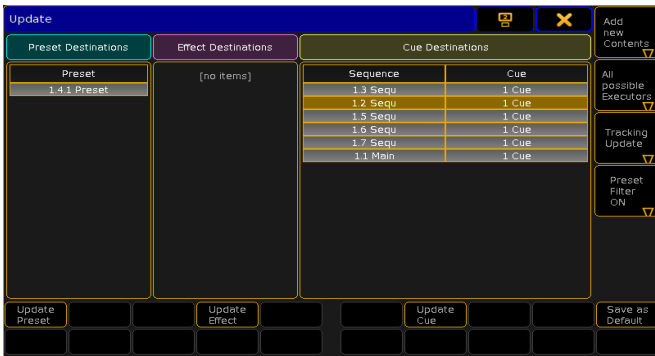 Update
Preset Destinations
Effect Destinations
Cue Destinations
Preset
1.4.1 Preset
[no items]
Sequence Cue
1.3 Sequ 1 Cue
1.2 Sequ 1 Cue
1.5 Sequ 1 Cue
1.6 Sequ 1 Cue
1.7 Sequ 1 Cue
1.1 Main 1 Cue
Add
new
Contents
All
possible
Executors
Tracking
Update
Preset
Filter
ON
Update
Preset
Update
Effect
Update
Cue
Save as
Default